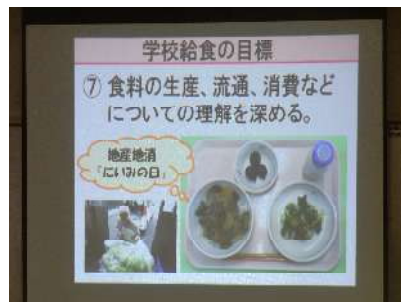 学校給食の目標
⑦ 食料の生産、流通、消費など
についての理解を深める。
地産地消
「にいみの日」